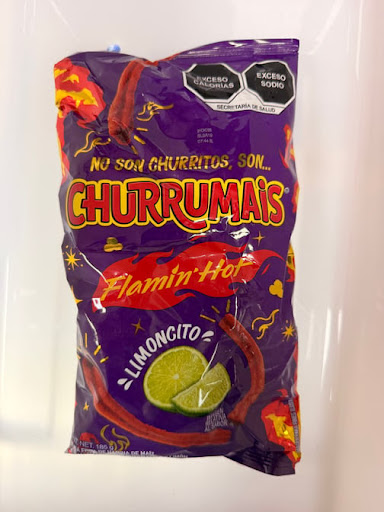 EXCESO
CALORÍAS
EXCESO
SODIO
SECRETARÍA DE SALUD
NO SON CHURRITOS, SON...
CHURRUMAiS®
Flamin' Hot
LIMONCITO